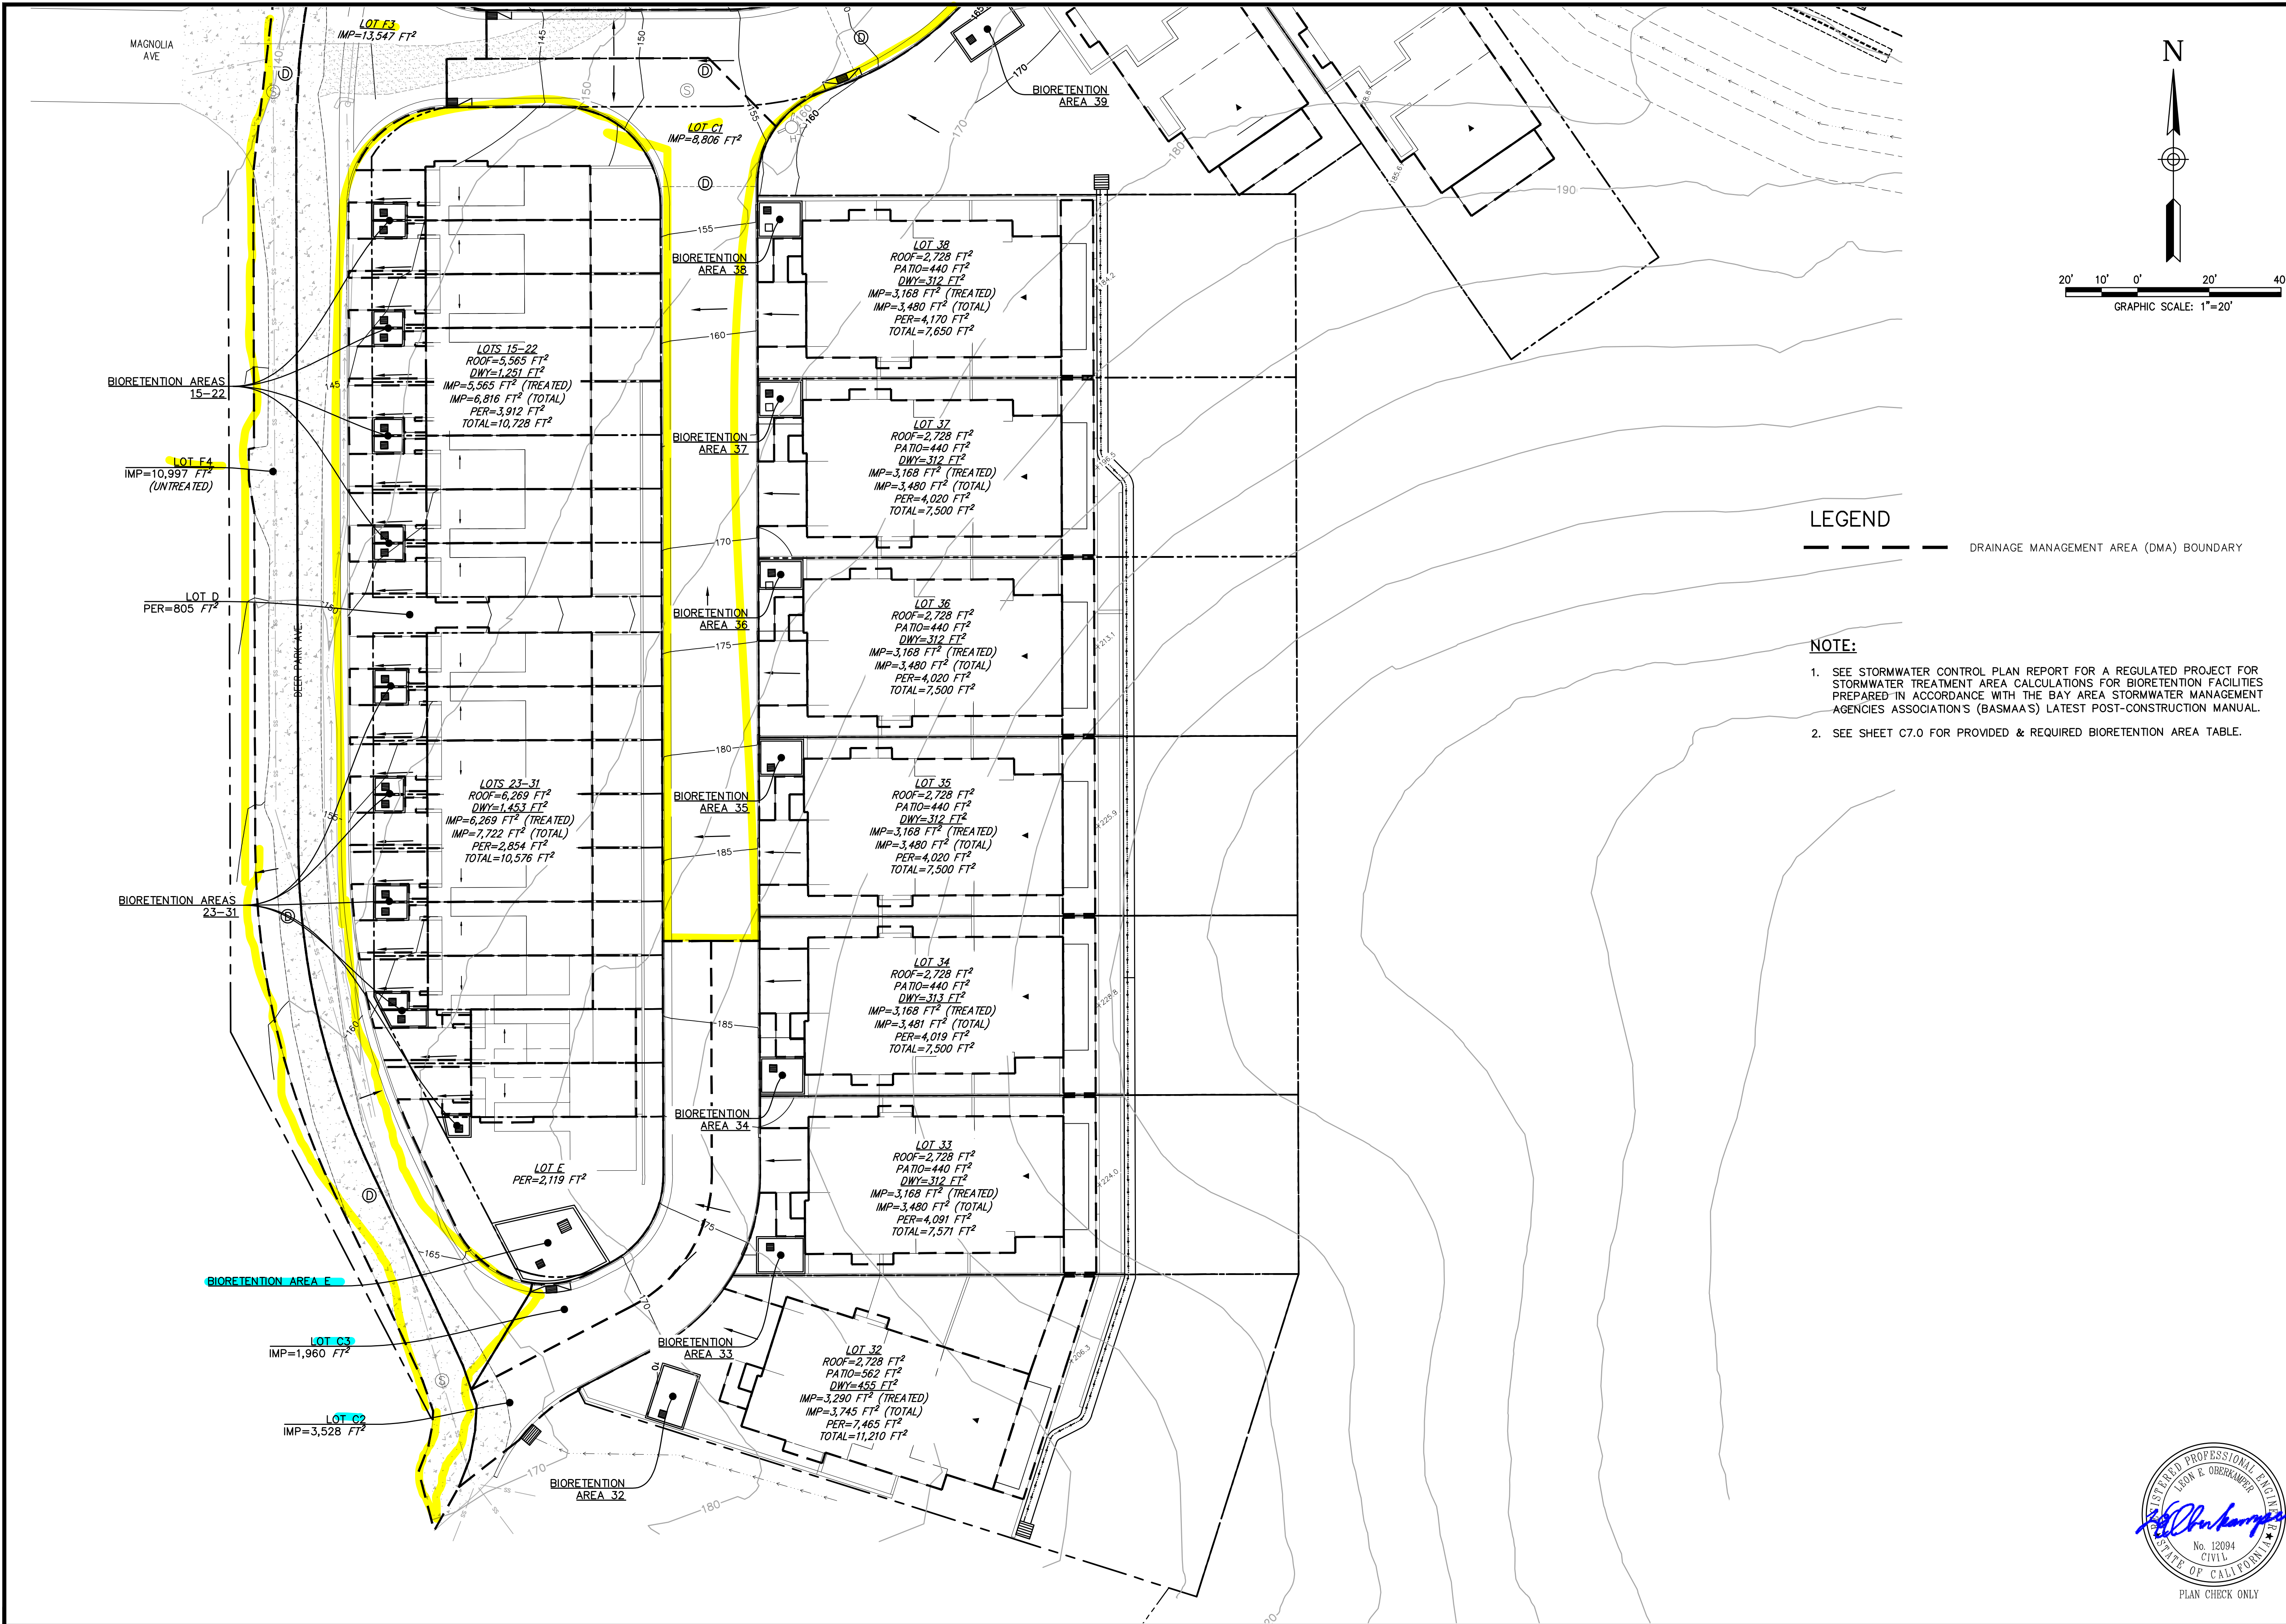 MAGNOLIA
AVE
LOT F3
IMP=13,547 FT²
LOT C1
IMP=8,806 FT²
BIORETENTION
AREA 39
N
20' 10' 0' 20' 40
GRAPHIC SCALE: 1"=20'
BIORETENTION
AREA 38
LOT 38
ROOF=2,728 FT²
PATIO=440 FT²
DWY=312 FT²
IMP=3,168 FT² (TREATED)
IMP=3,480 FT² (TOTAL)
PER=4,170 FT²
TOTAL=7,650 FT²
BIORETENTION AREAS
15-22
LOTS 15-22
ROOF=5,565 FT²
DWY=1,251 FT²
IMP=5,565 FT² (TREATED)
IMP=6,816 FT² (TOTAL)
PER=3,912 FT²
TOTAL=10,728 FT²
BIORETENTION
AREA 37
LOT 37
ROOF=2,728 FT²
PATIO=440 FT²
DWY=312 FT²
IMP=3,168 FT² (TREATED)
IMP=3,480 FT² (TOTAL)
PER=4,020 FT²
TOTAL=7,500 FT²
LOT F4
IMP=10,997 FT²
(UNTREATED)
LEGEND
DRAINAGE MANAGEMENT AREA (DMA) BOUNDARY
LOT D
PER=805 FT²
DEER PARK AVE.
BIORETENTION
AREA 36
LOT 36
ROOF=2,728 FT²
PATIO=440 FT²
DWY=312 FT²
IMP=3,168 FT² (TREATED)
IMP=3,480 FT² (TOTAL)
PER=4,020 FT²
TOTAL=7,500 FT²
NOTE:
1. SEE STORMWATER CONTROL PLAN REPORT FOR A REGULATED PROJECT FOR
STORMWATER TREATMENT AREA CALCULATIONS FOR BIORETENTION FACILITIES
PREPARED IN ACCORDANCE WITH THE BAY AREA STORMWATER MANAGEMENT
AGENCIES ASSOCIATION'S (BASMAA'S) LATEST POST-CONSTRUCTION MANUAL.
2. SEE SHEET C7.0 FOR PROVIDED & REQUIRED BIORETENTION AREA TABLE.
LOTS 23-31
ROOF=6,269 FT²
DWY=1,453 FT²
IMP=6,269 FT² (TREATED)
IMP=7,722 FT² (TOTAL)
PER=2,854 FT²
TOTAL=10,576 FT²
BIORETENTION
AREA 35
LOT 35
ROOF=2,728 FT²
PATIO=440 FT²
DWY=312 FT²
IMP=3,168 FT² (TREATED)
IMP=3,480 FT² (TOTAL)
PER=4,020 FT²
TOTAL=7,500 FT²
BIORETENTION AREAS
23-31
LOT 34
ROOF=2,728 FT²
PATIO=440 FT²
DWY=313 FT²
IMP=3,168 FT² (TREATED)
IMP=3,481 FT² (TOTAL)
PER=4,019 FT²
TOTAL=7,500 FT²
BIORETENTION
AREA 34
LOT 33
ROOF=2,728 FT²
PATIO=440 FT²
DWY=312 FT²
IMP=3,168 FT² (TREATED)
IMP=3,480 FT² (TOTAL)
PER=4,091 FT²
TOTAL=7,571 FT²
LOT E
PER=2,119 FT²
BIORETENTION AREA E
LOT C3
IMP=1,960 FT²
BIORETENTION
AREA 33
LOT 32
ROOF=2,728 FT²
PATIO=562 FT²
DWY=455 FT²
IMP=3,290 FT² (TREATED)
IMP=3,745 FT² (TOTAL)
PER=7,465 FT²
TOTAL=11,210 FT²
LOT C2
IMP=3,528 FT²
BIORETENTION
AREA 32
145
150
155
160
165
170
175
180
185
190
REGISTERED PROFESSIONAL ENGINEER
LEON E. OBERKAMPER
No. 12094
CIVIL
STATE OF CALIFORNIA
PLAN CHECK ONLY